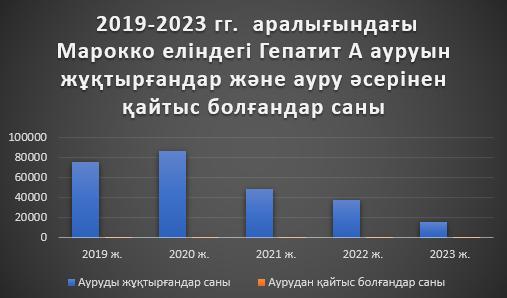 2019-2023 гг. аралығындағы
Марокко еліндегі Гепатит А ауруын
жұқтырғандар және ауру әсерінен
қайтыс болғандар саны
100000
80000
60000
40000
20000
0
2019 ж. 2020 ж. 2021 ж. 2022 ж. 2023 ж.
Ауруды жұқтырғандар саны Аурудан қайтыс болғандар саны